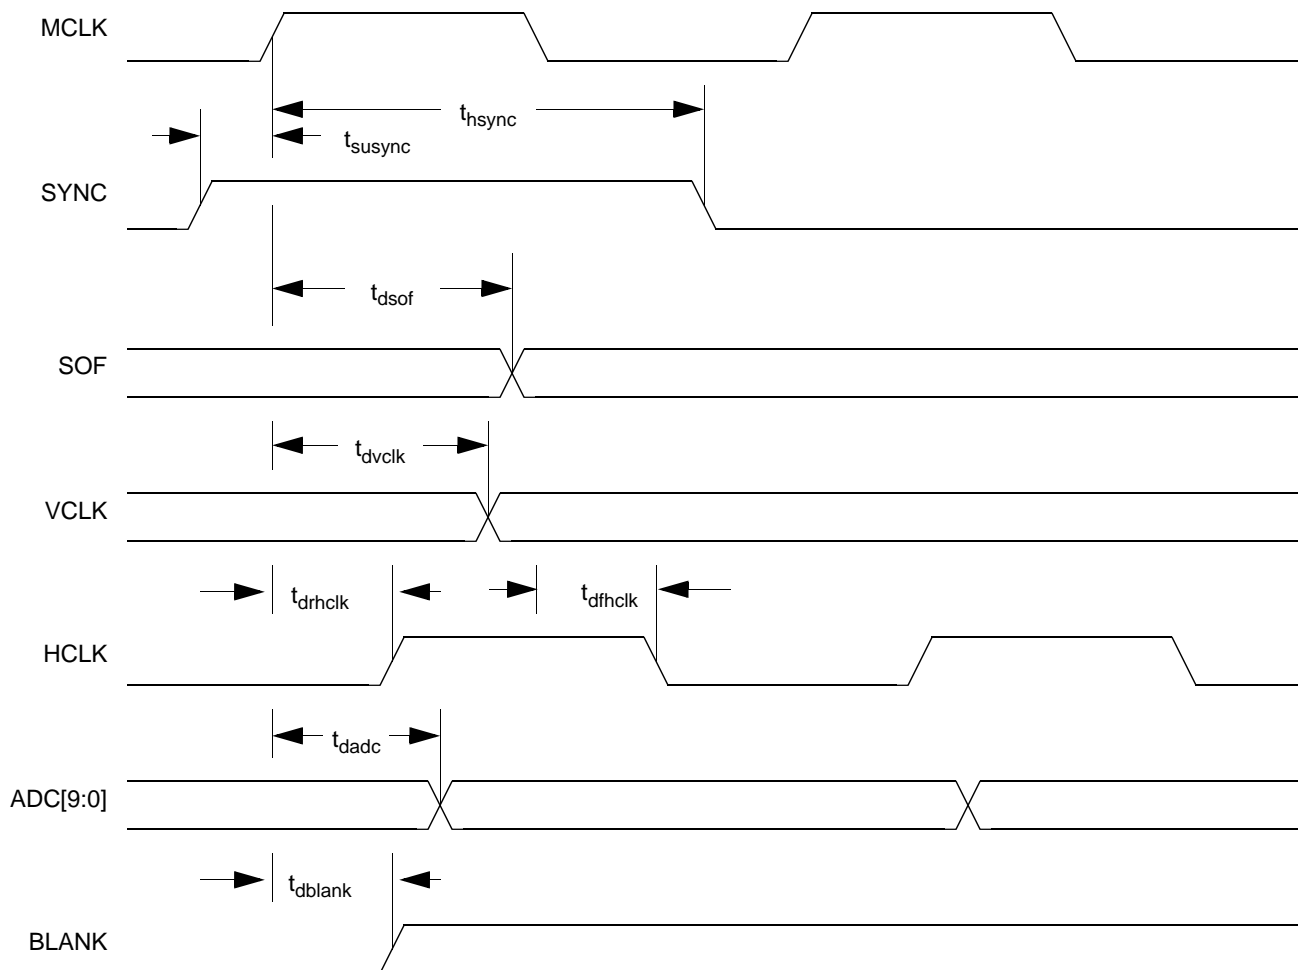 MCLK
thsync
tsusync
SYNC
tdsof
SOF
tdvclk
VCLK
tdrhclk
tdfhclk
HCLK
tdadc
ADC[9:0]
tdblank
BLANK